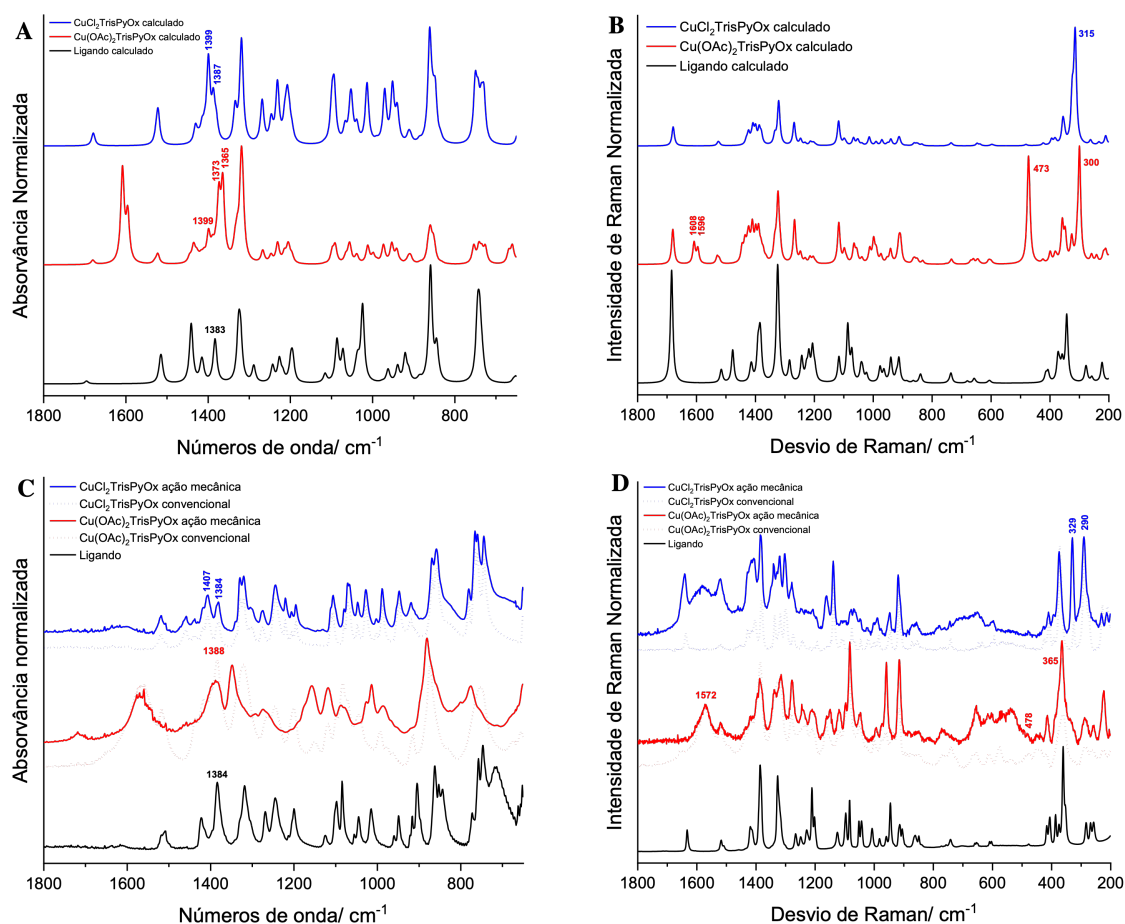 A
CuCl₂TrisPyOx calculado
Cu(OAc)₂TrisPyOx calculado
Ligando calculado
1399
1387
1373
1365
1399
1383
Absorvância Normalizada
1800 1600 1400 1200 1000 800
Números de onda/ cm⁻¹
B
CuCl₂TrisPyOx calculado
Cu(OAc)₂TrisPyOx calculado
Ligando calculado
315
473
300
1608
1596
Intensidade de Raman Normalizada
1800 1600 1400 1200 1000 800 600 400 200
Desvio de Raman/ cm⁻¹
C
CuCl₂TrisPyOx ação mecânica
CuCl₂TrisPyOx convencional
Cu(OAc)₂TrisPyOx ação mecânica
Cu(OAc)₂TrisPyOx convencional
Ligando
1407
1384
1388
1384
Absorvância normalizada
1800 1600 1400 1200 1000 800
Números de onda/ cm⁻¹
D
CuCl₂TrisPyOx ação mecânica
CuCl₂TrisPyOx convencional
Cu(OAc)₂TrisPyOx ação mecânica
Cu(OAc)₂TrisPyOx convencional
Ligando
329
290
1572
365
478
Intensidade de Raman Normalizada
1800 1600 1400 1200 1000 800 600 400 200
Desvio de Raman/ cm⁻¹